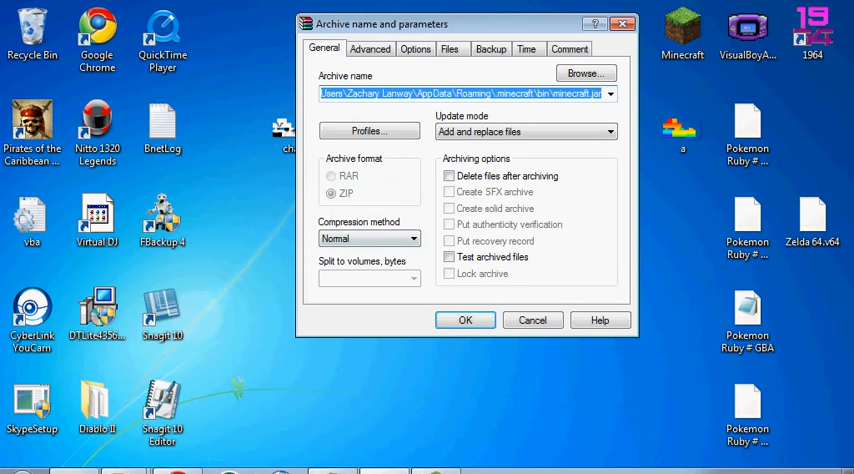 Archive name and parameters
General
Advanced
Options
Files
Backup
Time
Comment
Archive name
Browse...
Users\Zachary Lanway\AppData\Roaming\.minecraft\bin\minecraft.jar
Profiles...
Update mode
Add and replace files
Archive format
RAR
ZIP
Compression method
Normal
Split to volumes, bytes
Archiving options
Delete files after archiving
Create SFX archive
Create solid archive
Put authenticity verification
Put recovery record
Test archived files
Lock archive
OK
Cancel
Help
Recycle Bin
Google
Chrome
QuickTime
Player
Pirates of the
Caribbean ...
Nitto 1320
Legends
BnetLog
vba
Virtual DJ
FBackup 4
CyberLink
YouCam
DTLite4356...
Snagit 10
SkypeSetup
Diablo II
Snagit 10
Editor
cha
Minecraft
VisualBoyA...
1964
a
Pokemon
Ruby # ...
Pokemon
Ruby # ...
Zelda 64.v64
Pokemon
Ruby # GBA
Pokemon
Ruby # ...